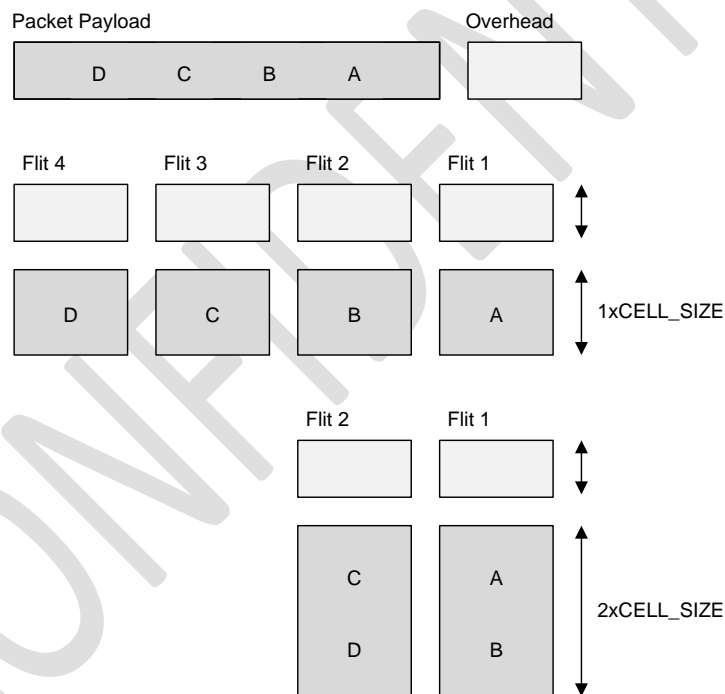 Packet Payload Overhead
D C B A
Flit 4 Flit 3 Flit 2 Flit 1
D C B A 1xCELL_SIZE
Flit 2 Flit 1
C A
2xCELL_SIZE
D B